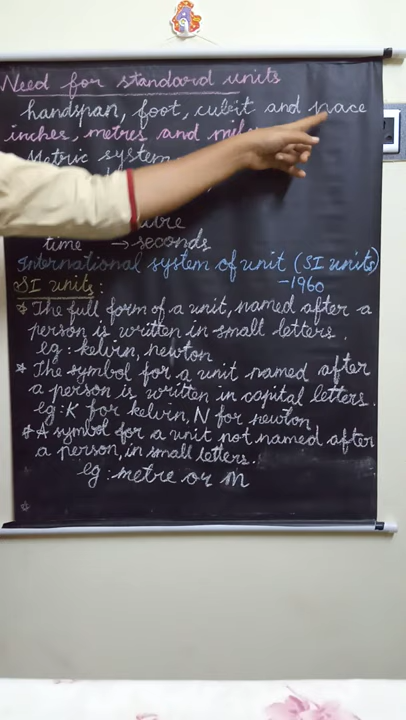 Need for standard units
handspan, foot, cubit and pace
inches, metres and
Metric system
time → seconds
International system of unit (SI units)
-1960
SI units:
* The full form of a unit, named after a
person is written in small letters.
eg: kelvin, newton
* The symbol for a unit named after
a person is written in capital letters.
eg: K for kelvin, N for newton
* A symbol for a unit not named after
a person, in small letters.
eg: metre or m